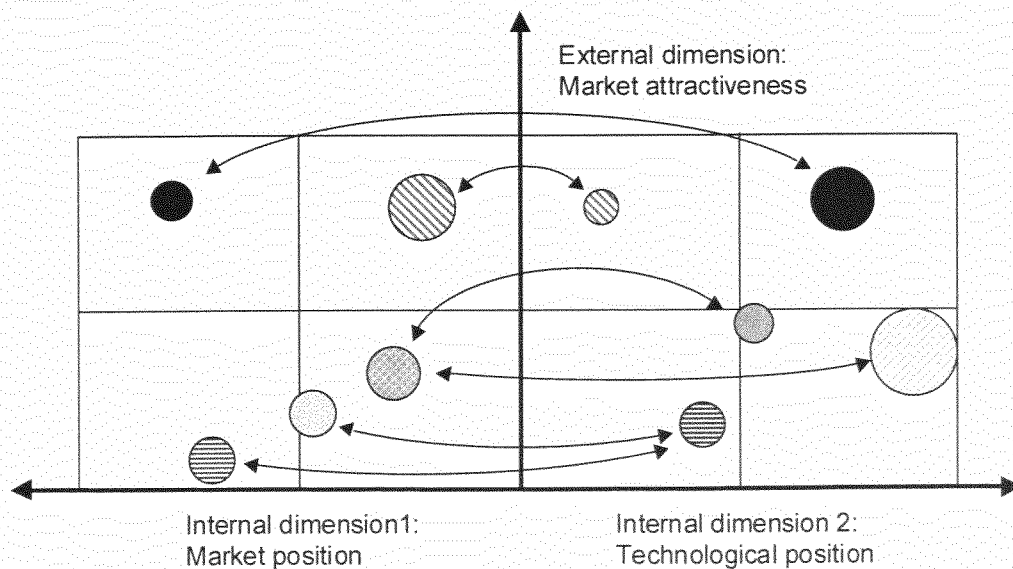 External dimension:
Market attractiveness
Internal dimension1:
Market position
Internal dimension 2:
Technological position